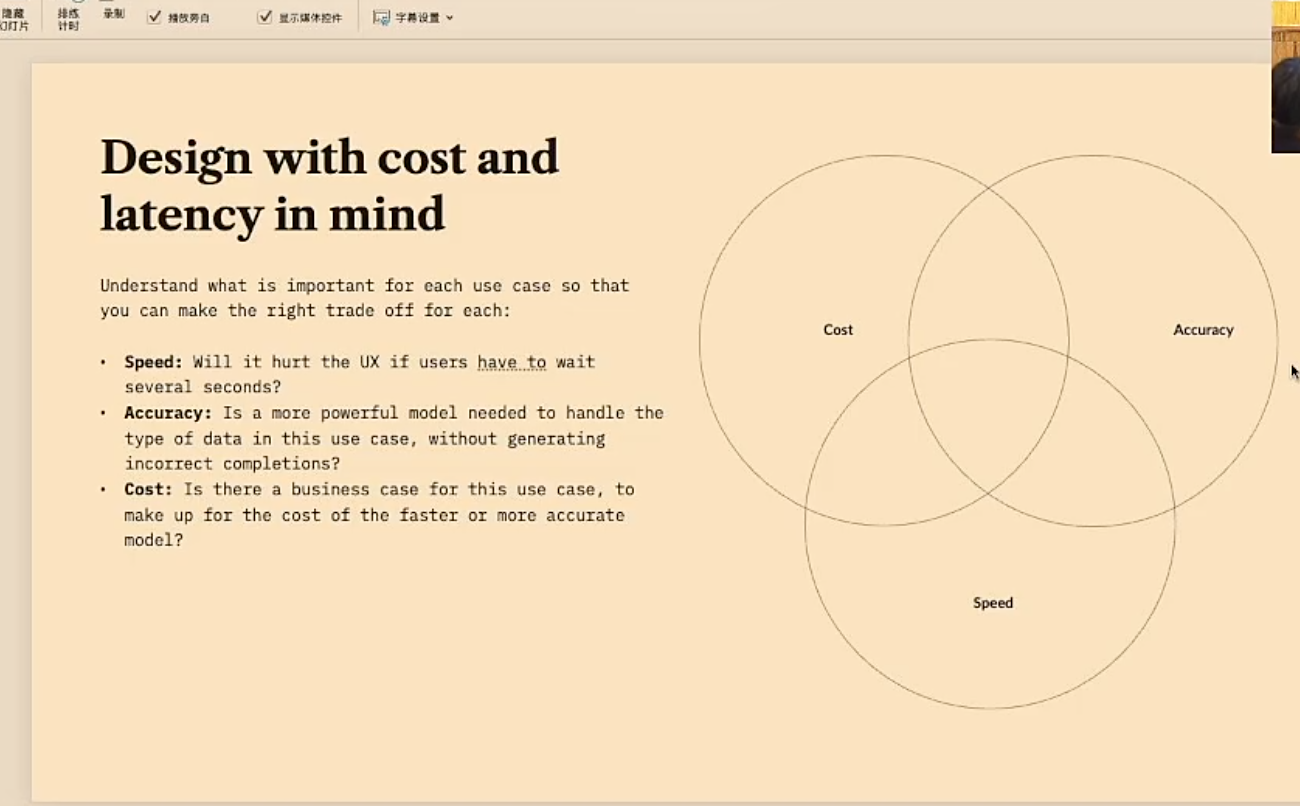 隐藏
幻灯片
排练
计时
录制
播放旁白
显示媒体控件
字幕设置
Design with cost and
latency in mind
Understand what is important for each use case so that
you can make the right trade off for each:
• Speed: Will it hurt the UX if users have to wait
several seconds?
• Accuracy: Is a more powerful model needed to handle the
type of data in this use case, without generating
incorrect completions?
• Cost: Is there a business case for this use case, to
make up for the cost of the faster or more accurate
model?
Cost
Accuracy
Speed